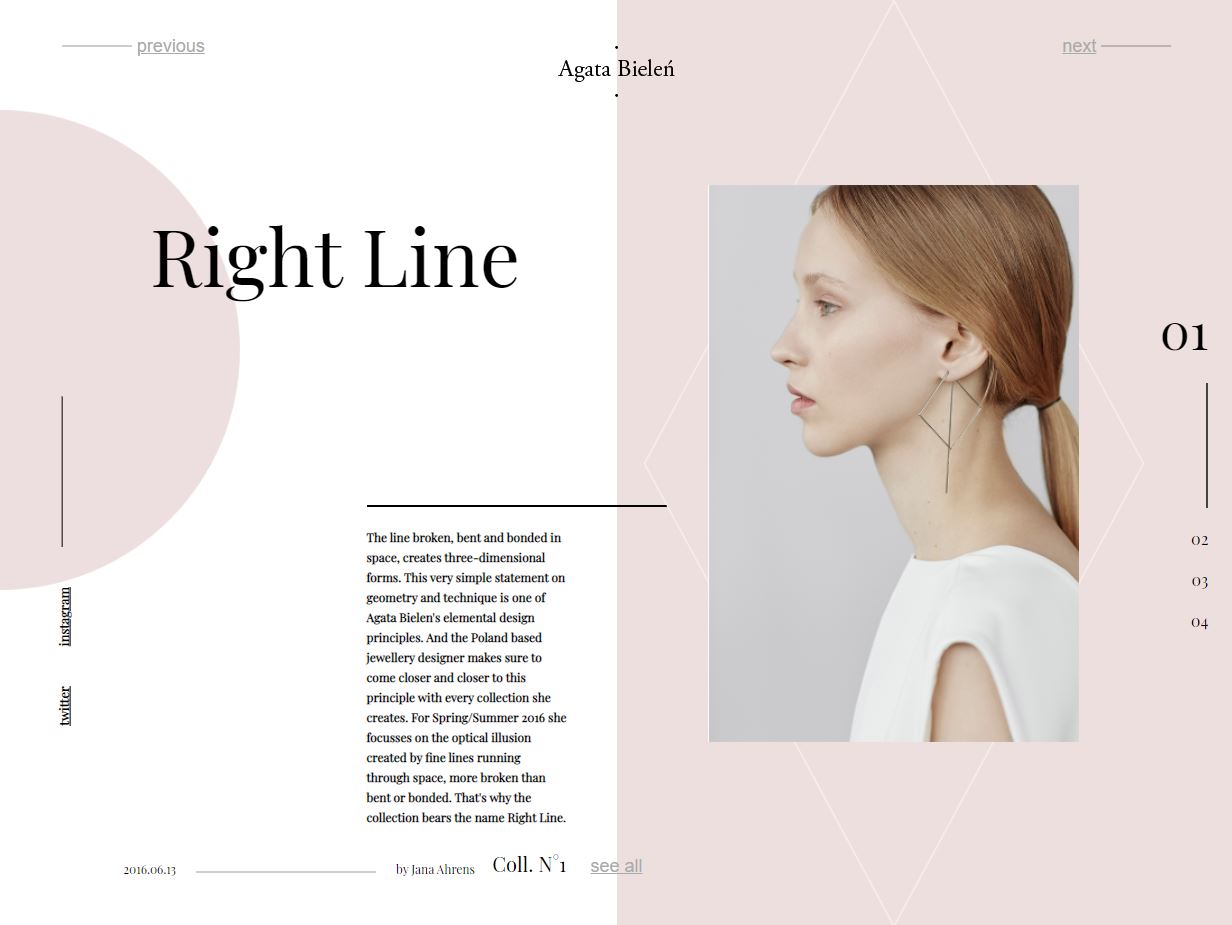 previous
next
Agata Bieleń
Right Line
01
The line broken, bent and bonded in
space, creates three-dimensional
forms. This very simple statement on
geometry and technique is one of
Agata Bielen's elemental design
principles. And the Poland based
jewellery designer makes sure to
come closer and closer to this
principle with every collection she
creates. For Spring/Summer 2016 she
focusses on the optical illusion
created by fine lines running
through space, more broken than
bent or bonded. That's why the
collection bears the name Right Line.
02
03
04
instagram
twitter
2016.06.13
by Jana Ahrens
Coll. N°1
see all